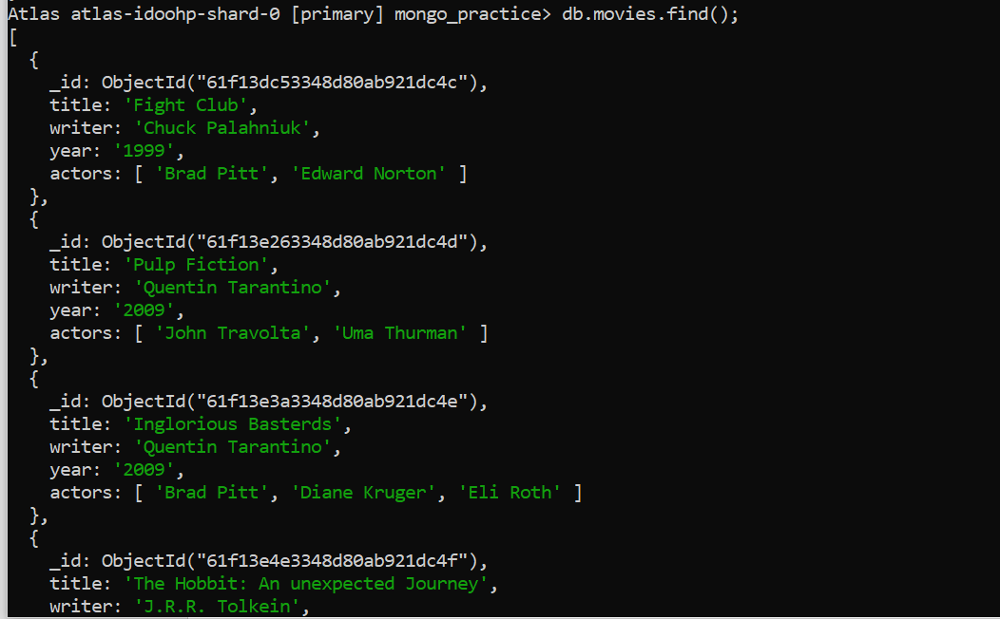 Atlas atlas-idoohp-shard-0 [primary] mongo_practice> db.movies.find();
[
  {
    _id: ObjectId("61f13dc53348d80ab921dc4c"),
    title: 'Fight Club',
    writer: 'Chuck Palahniuk',
    year: '1999',
    actors: [ 'Brad Pitt', 'Edward Norton' ]
  },
  {
    _id: ObjectId("61f13e263348d80ab921dc4d"),
    title: 'Pulp Fiction',
    writer: 'Quentin Tarantino',
    year: '2009',
    actors: [ 'John Travolta', 'Uma Thurman' ]
  },
  {
    _id: ObjectId("61f13e3a3348d80ab921dc4e"),
    title: 'Inglorious Basterds',
    writer: 'Quentin Tarantino',
    year: '2009',
    actors: [ 'Brad Pitt', 'Diane Kruger', 'Eli Roth' ]
  },
  {
    _id: ObjectId("61f13e4e3348d80ab921dc4f"),
    title: 'The Hobbit: An unexpected Journey',
    writer: 'J.R.R. Tolkein',